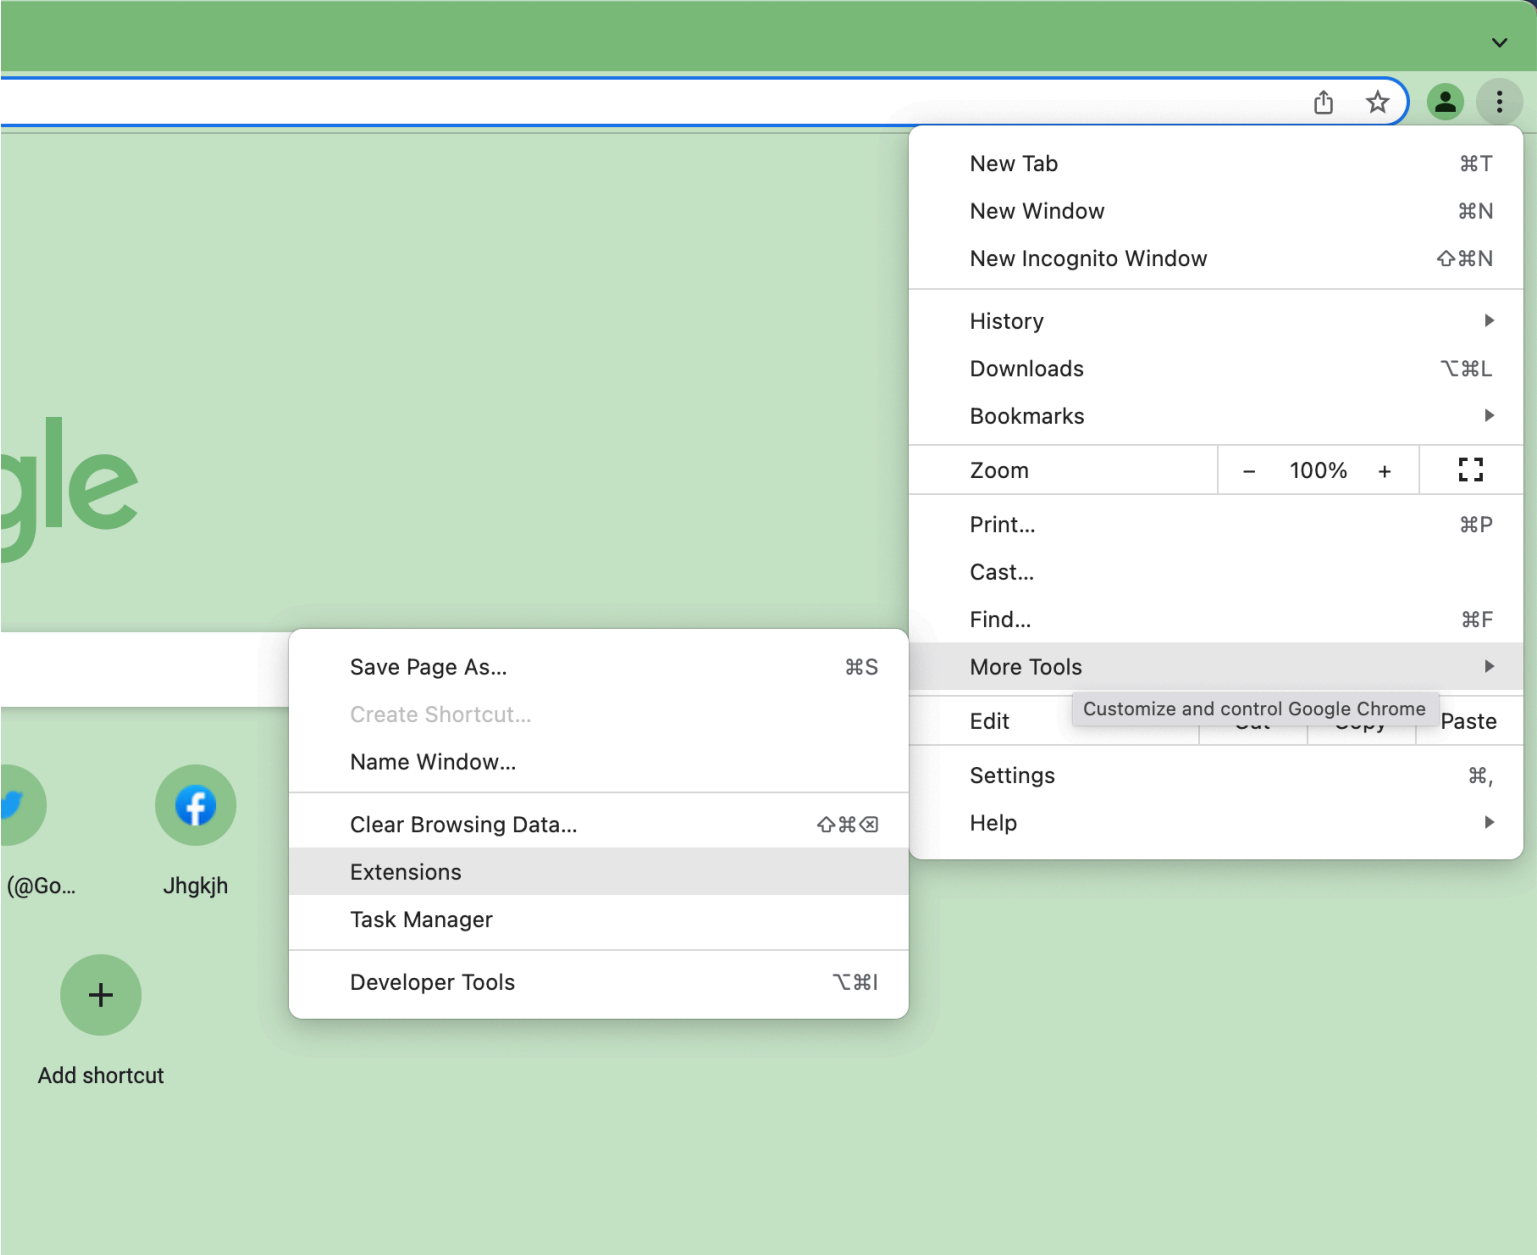 New Tab ⌘T
New Window ⌘N
New Incognito Window ⇧⌘N
History
Downloads ⌥⌘L
Bookmarks
Zoom − 100% +
Print... ⌘P
Cast...
Find... ⌘F
More Tools
Customize and control Google Chrome
Edit Cut Copy Paste
Settings ⌘,
Help
gle
Save Page As... ⌘S
Create Shortcut...
Name Window...
Clear Browsing Data... ⇧⌘⌫
Extensions
Task Manager
Developer Tools ⌥⌘I
(@Go...
Jhgkjh
Add shortcut